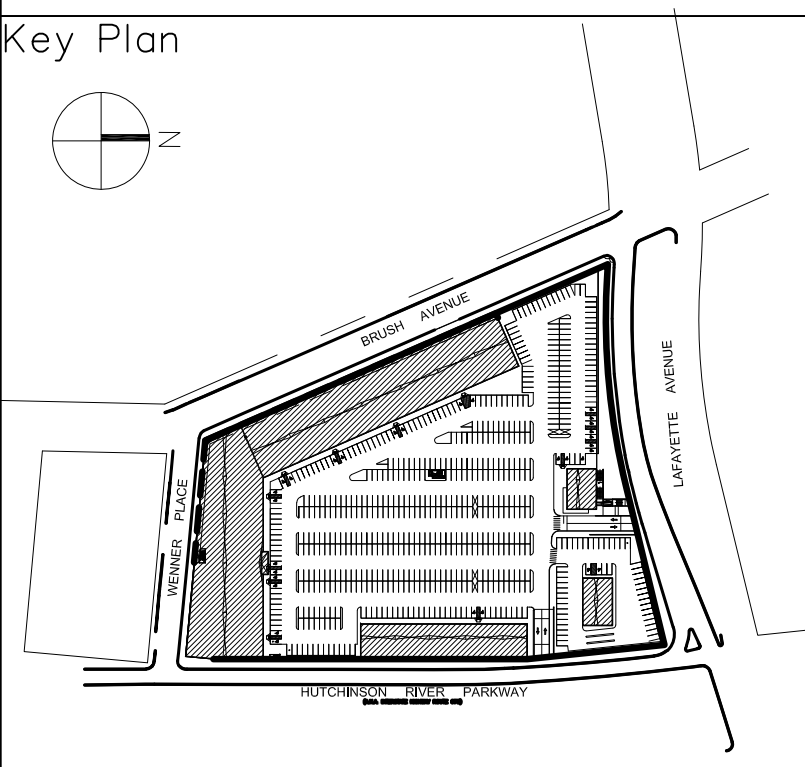 Key Plan
N
BRUSH AVENUE
LAFAYETTE AVENUE
WENNER PLACE
HUTCHINSON RIVER PARKWAY